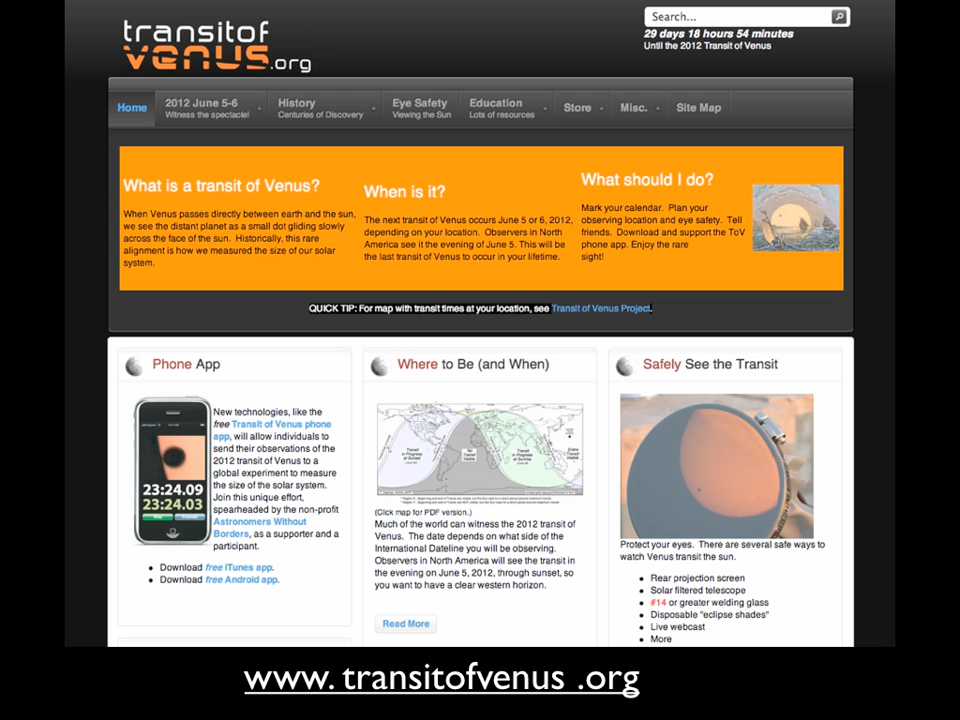 transitof
venus.org
Search...
29 days 18 hours 54 minutes
Until the 2012 Transit of Venus
Home
2012 June 5-6
Witness the spectacle!
History
Centuries of Discovery
Eye Safety
Viewing the Sun
Education
Lots of resources
Store
Misc.
Site Map
What is a transit of Venus?
When Venus passes directly between earth and the sun,
we see the distant planet as a small dot gliding slowly
across the face of the sun. Historically, this rare
alignment is how we measured the size of our solar
system.
When is it?
The next transit of Venus occurs June 5 or 6, 2012,
depending on your location. Observers in North
America see it the evening of June 5. This will be
the last transit of Venus to occur in your lifetime.
What should I do?
Mark your calendar. Plan your
observing location and eye safety. Tell
friends. Download and support the ToV
phone app. Enjoy the rare
sight!
QUICK TIP: For map with transit times at your location, see Transit of Venus Project.
Phone App
23:24.09
23:24.03
New technologies, like the
free Transit of Venus phone
app, will allow individuals to
send their observations of the
2012 transit of Venus to a
global experiment to measure
the size of the solar system.
Join this unique effort,
spearheaded by the non-profit
Astronomers Without
Borders, as a supporter and a
participant.
• Download free iTunes app.
• Download free Android app.
Where to Be (and When)
Transit in Progress at Sunset
No Transit Visible
Transit in Progress at Sunrise
Entire Transit Visible
(Click map for PDF version.)
Much of the world can witness the 2012 transit of
Venus. The date depends on what side of the
International Dateline you will be observing.
Observers in North America will see the transit in
the evening on June 5, 2012, through sunset, so
you want to have a clear western horizon.
Read More
Safely See the Transit
Protect your eyes. There are several safe ways to
watch Venus transit the sun.
• Rear projection screen
• Solar filtered telescope
• #14 or greater welding glass
• Disposable "eclipse shades"
• Live webcast
• More
www. transitofvenus .org